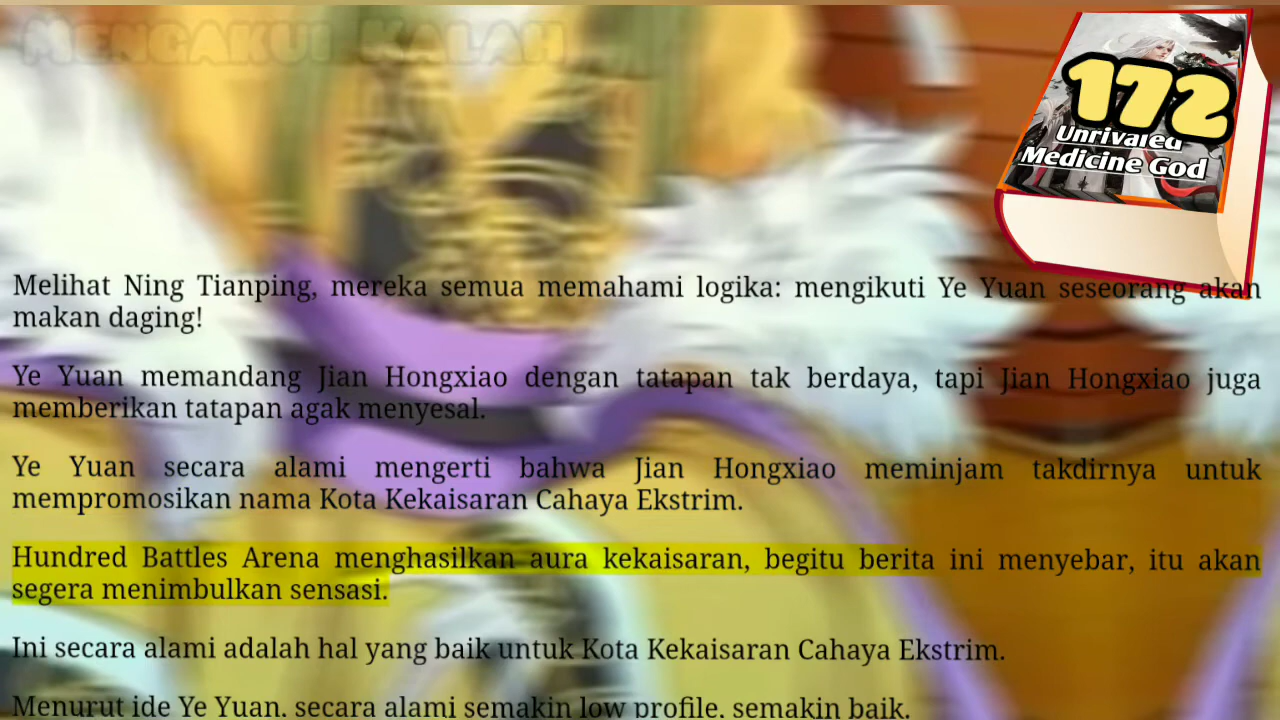 Mengakui Kalah
172
Unrivaled
Medicine God
Melihat Ning Tianping, mereka semua memahami logika: mengikuti Ye Yuan seseorang akan
makan daging!
Ye Yuan memandang Jian Hongxiao dengan tatapan tak berdaya, tapi Jian Hongxiao juga
memberikan tatapan agak menyesal.
Ye Yuan secara alami mengerti bahwa Jian Hongxiao meminjam takdirnya untuk
mempromosikan nama Kota Kekaisaran Cahaya Ekstrim.
Hundred Battles Arena menghasilkan aura kekaisaran, begitu berita ini menyebar, itu akan
segera menimbulkan sensasi.
Ini secara alami adalah hal yang baik untuk Kota Kekaisaran Cahaya Ekstrim.
Menurut ide Ye Yuan, secara alami semakin low profile, semakin baik.